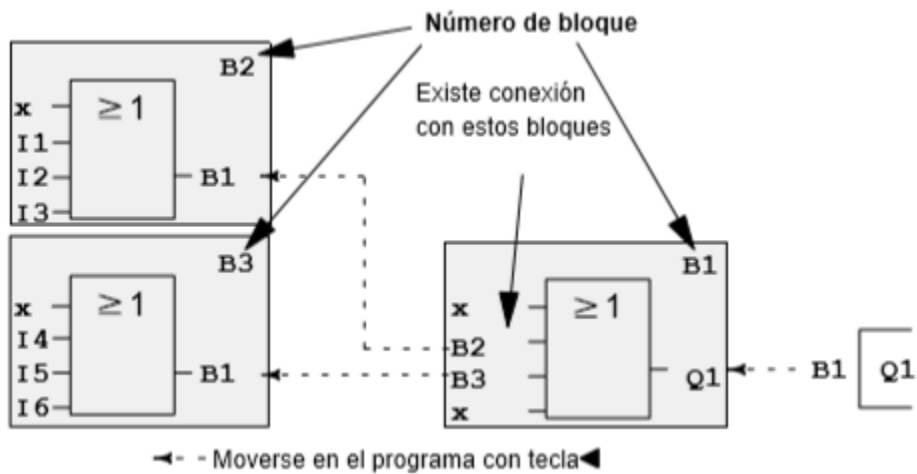 Número de bloque
B2
Existe conexión
con estos bloques
≥1
x
I1
I2
I3
B1
B3
≥1
x
I4
I5
I6
B1
B1
≥1
x
B2
B3
x
Q1
B1
Q1
Moverse en el programa con tecla◀